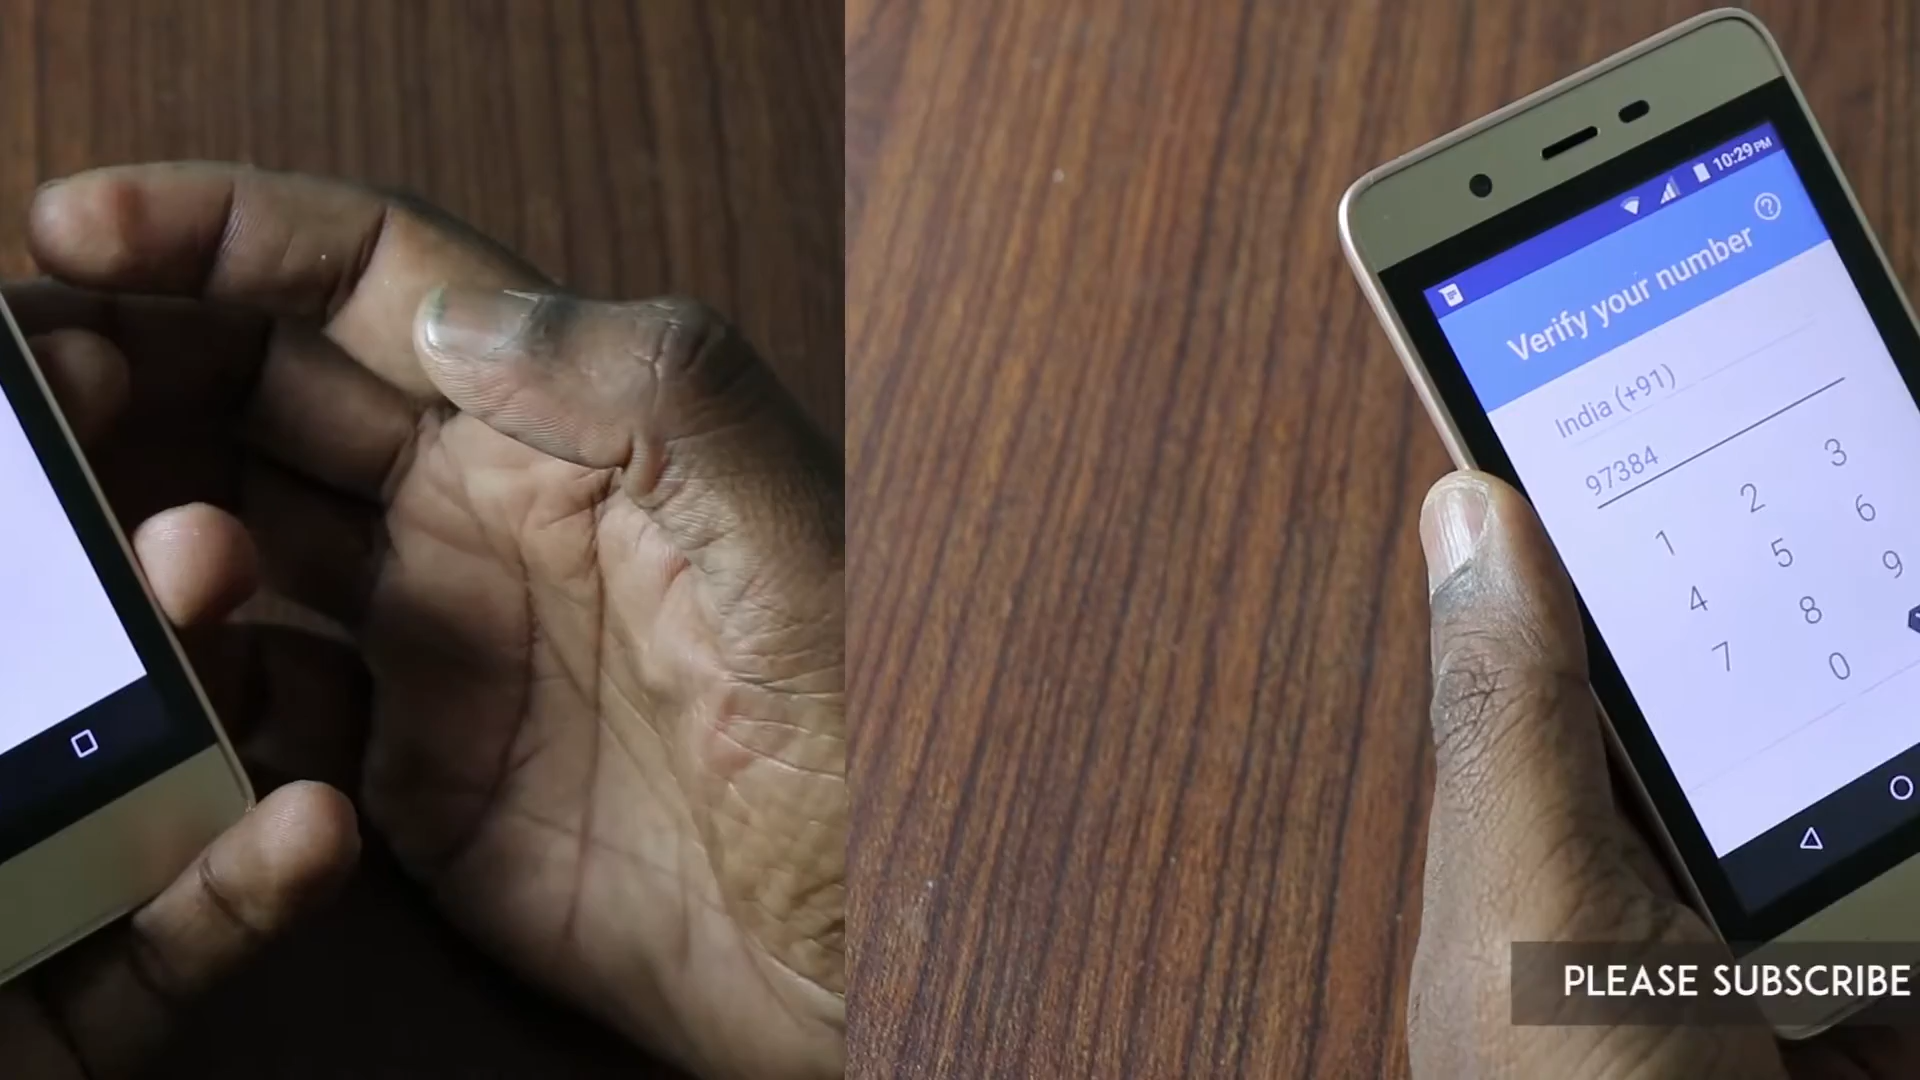 10:29 PM
Verify your number ?
India (+91)
97384
1 2 3
4 5 6
7 8 9
0
PLEASE SUBSCRIBE